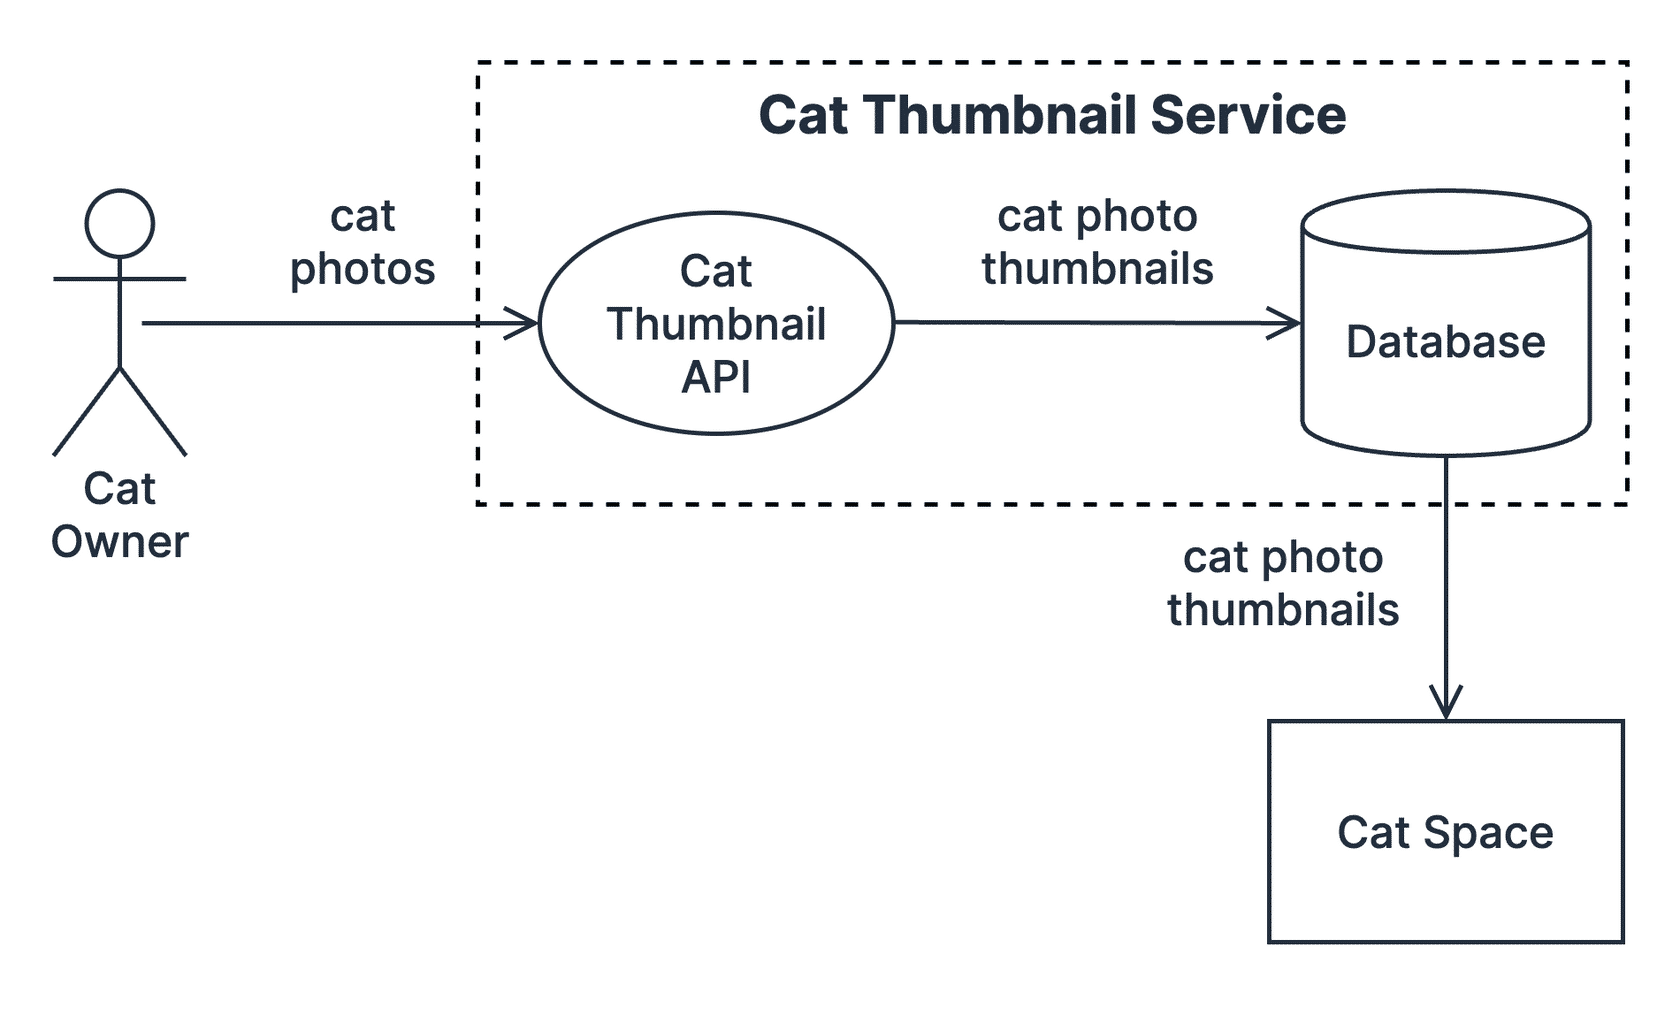 Cat Thumbnail Service
cat
photos
cat photo
thumbnails
Cat
Thumbnail
API
Database
Cat
Owner
cat photo
thumbnails
Cat Space